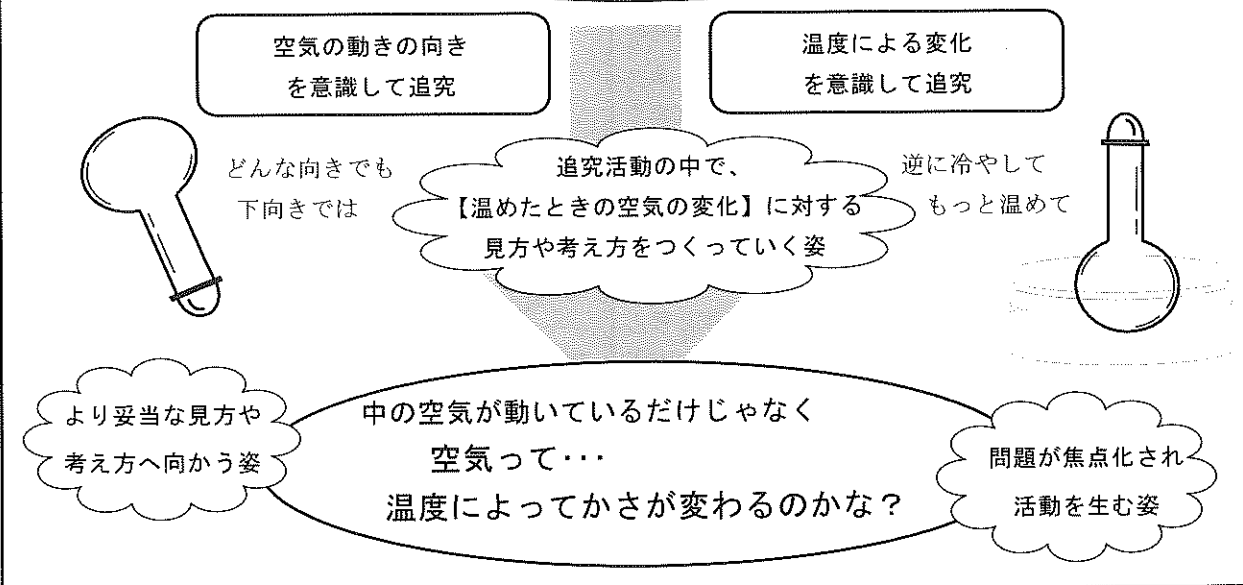 空気の動きの向き
を意識して追究
温度による変化
を意識して追究
どんな向きでも
下向きでは
追究活動の中で、
【温めたときの空気の変化】に対する
見方や考え方をつくっていく姿
逆に冷やして
もっと温めて
より妥当な見方や
考え方へ向かう姿
中の空気が動いているだけじゃなく
空気って・・・
温度によってかさが変わるのかな？
問題が焦点化され
活動を生む姿